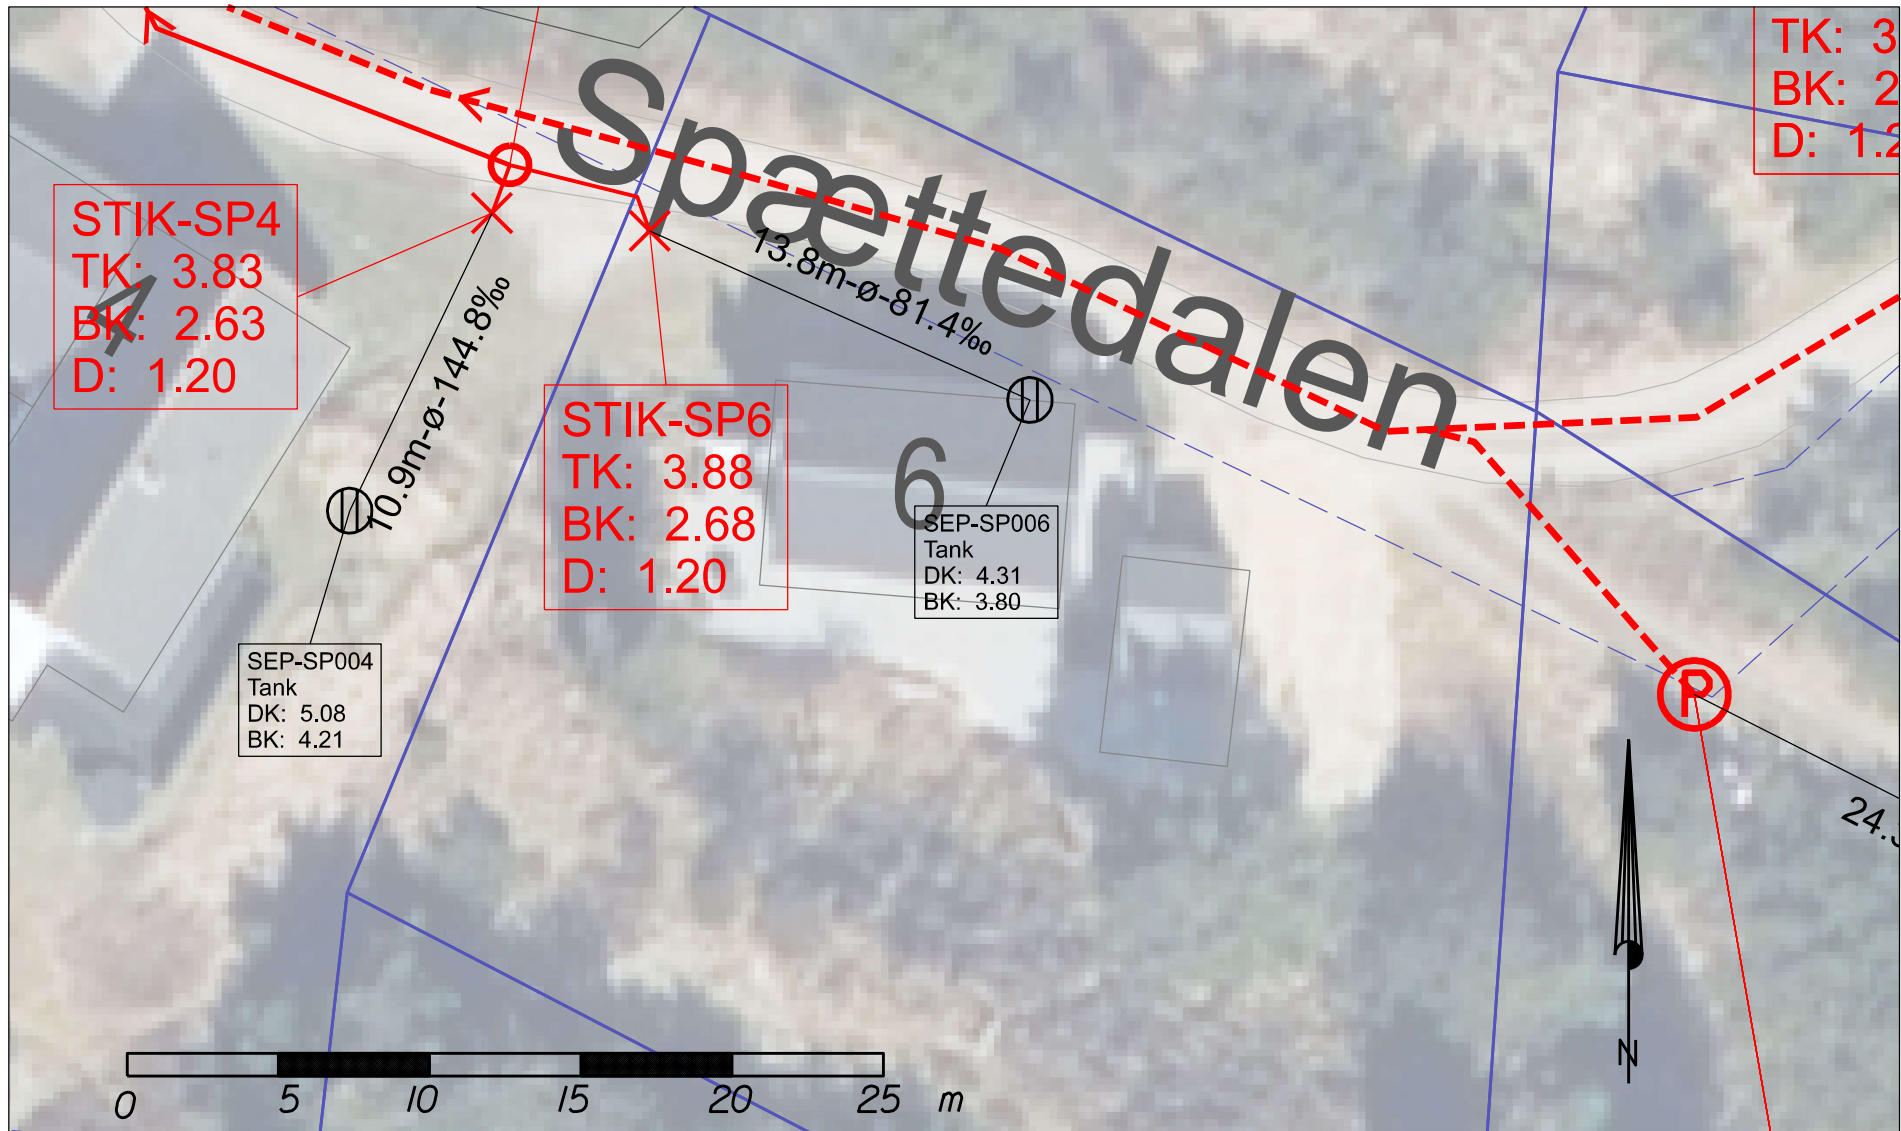 TK: 3
BK: 2
D: 1.2
Spættedalen
STIK-SP4
TK: 3.83
BK: 2.63
D: 1.20
4
10.9m-ø-144.8‰
13.8m-ø-81.4‰
STIK-SP6
TK: 3.88
BK: 2.68
D: 1.20
6
SEP-SP006
Tank
DK: 4.31
BK: 3.80
SEP-SP004
Tank
DK: 5.08
BK: 4.21
P
24.
N
0 5 10 15 20 25 m